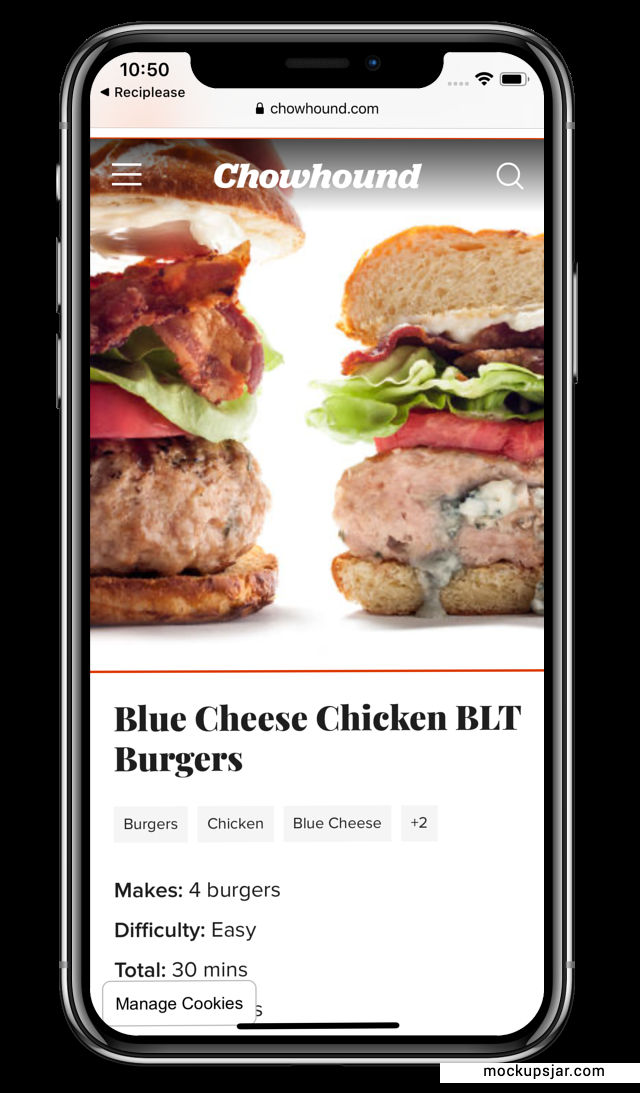 10:50
◀ Reciplease
chowhound.com
Chowhound
Blue Cheese Chicken BLT
Burgers
Burgers Chicken Blue Cheese +2
Makes: 4 burgers
Difficulty: Easy
Total: 30 mins
Manage Cookies
mockupsjar.com